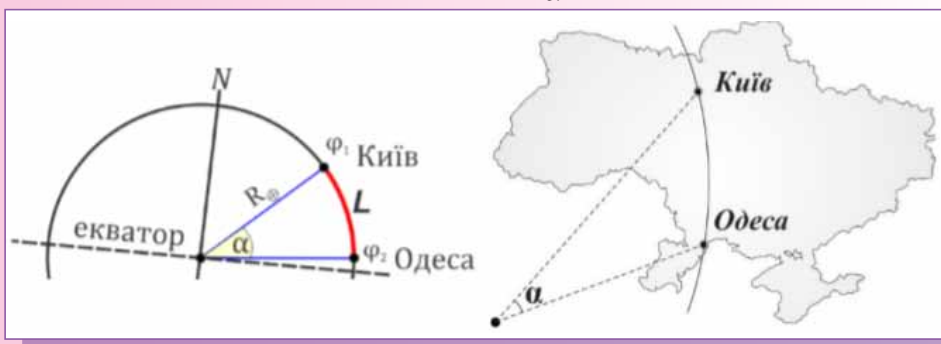 N
φ₁ Київ
R⊕
L
екватор
α
φ₂ Одеса
Київ
Одеса
α